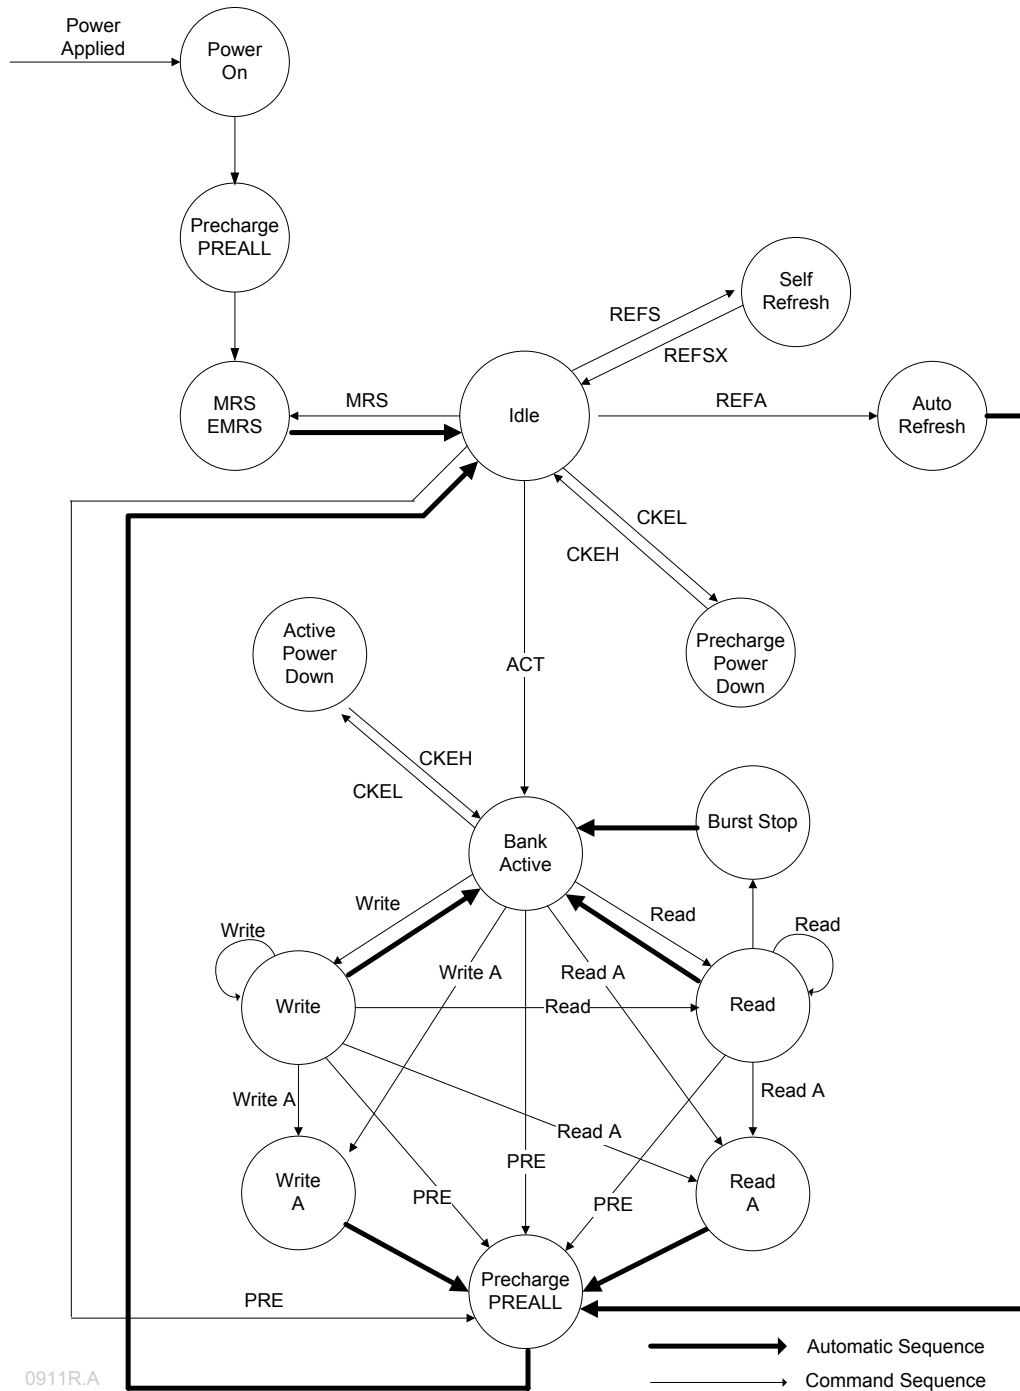 Power
Applied
Power
On
Precharge
PREALL
Self
Refresh
REFS
REFSX
MRS
EMRS
MRS
Idle
REFA
Auto
Refresh
CKEL
CKEH
Active
Power
Down
Precharge
Power
Down
ACT
CKEH
CKEL
Burst Stop
Bank
Active
Write
Read
Write
Read
Write A
Read A
Write
Read
Read
Write A
Read A
Read A
PRE
Write
A
PRE
PRE
Read
A
Precharge
PREALL
PRE
Automatic Sequence
0911R.A
Command Sequence